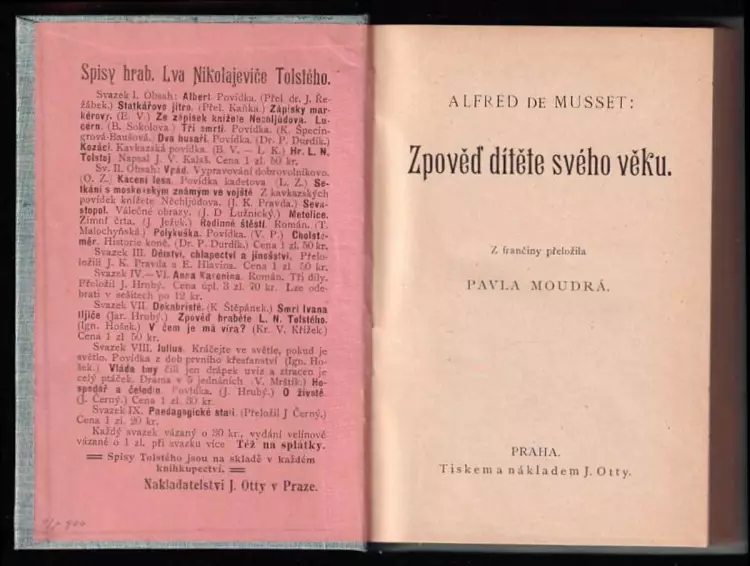 Spisy hrab. Lva Nikolajeviče Tolstého.
Svazek I. Obsah: Albert. Povídka. (Přel. dr. J. Ře-
žábek.) Statkářovo jitro. (Přel. Kaňka.) Zápisky mar-
kérovy. (E. V.) Ze zápisek knížete Nechljúdova. Lu-
cern. (B. Sokolova.) Tři smrti. Povídka. (K. Špecin-
grová-Baušová. Dva husaři. Povídka. (Dr. P. Durdík.)
Kozáci. Kavkazská povídka. (B. V. – L K.) Hr. L. N.
Tolstoj Napsal J. V. Kalaš. Cena 1 zl. 50 kr.
Sv. II. Obsah: Vpád. Vypravování dobrovolníkovo.
(O. Z.) Kácení lesa. Povídka kadetova (L. Z.) Se-
tkání s moskevským známým ve vojště Z kavkazských
povídek knížete Něchljúdova. (J. K. Pravda.) Seva-
stopol. Válečné obrazy. (J. D Lužnický.) Metelice.
Zimní črta. (J. Ježek.) Rodinné štěstí. Román. (T.
Maločhyňská.) Polykuška. Povídka. (V. P.) Cholsto-
měr. Historie koně. (Dr. P. Durdík.) Cena 1 zl. 50 kr.
Svazek III. Dětství, chlapectví a jinošství. Přelo-
žili J. K. Pravda a E. Hlavina. Cena 1 zl. 50 kr.
Svazek IV.—VI. Anna Karenina. Román. Tři díly.
Přeložil J. Hrubý. Cena úpl. 3 zl. 70 kr. Lze ode-
brati v sešitech po 12 kr.
Svazek VII. Dekabristé. (K Štěpánek.) Smrt Ivana
Iljiče (Jar. Hrubý.) Zpověď hraběte L. N. Tolstého.
(Ign. Hošek.) V čem je má víra? (Kr. V. Křížek.)
Cena 1 zl 50 kr.
Svazek VIII. Julius. Kráčejte ve světle, pokud je
světlo. Povídka z dob prvního křesťanství (Ign. Ho-
šek.) Vláda tmy čili jen drápek uvíz a ztracen je
celý ptáček. Drama v 5 jednáních (V. Mrštík.) Ho-
spodář a čeledín. Povídka. (J. Hrubý.) O životě.
(J. Černý.) Cena 1 zl. 30 kr.
Svazek IX. Paedagogické stati. (Přeložil J Černý.)
Cena 1 zl. 20 kr.
Každý svazek vázaný o 30 kr., vydání velínové
vázané o 1 zl. při svazku více Též na splátky.
Spisy Tolstého jsou na skladě v každém
knihkupectví.
Nakladatelství J. Otty v Praze.
ALFRED DE MUSSET:
Zpověď dítěte svého věku.
Z frančiny přeložila
PAVLA MOUDRÁ.
PRAHA.
Tiskem a nákladem J. Otty.